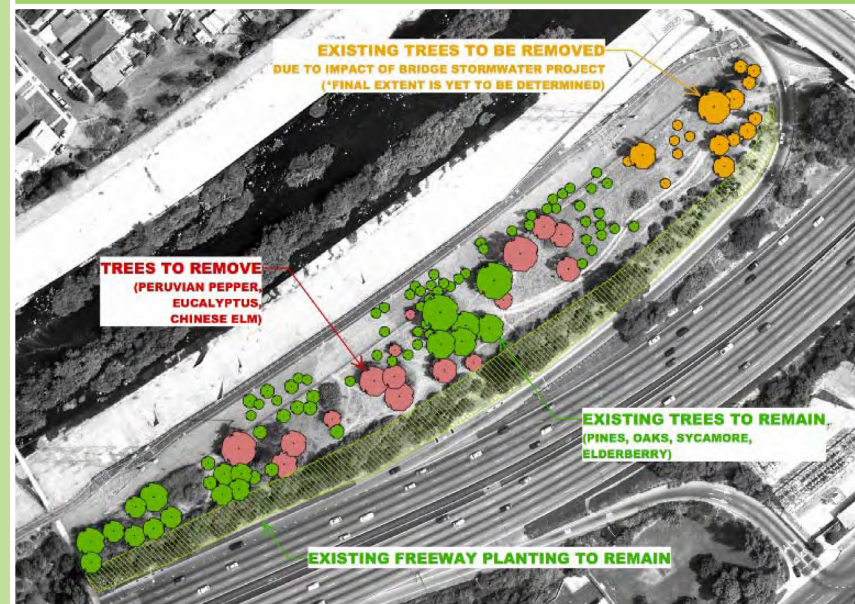 EXISTING TREES TO BE REMOVED
DUE TO IMPACT OF BRIDGE STORMWATER PROJECT
(*FINAL EXTENT IS YET TO BE DETERMINED)
TREES TO REMOVE
(PERUVIAN PEPPER,
EUCALYPTUS,
CHINESE ELM)
EXISTING TREES TO REMAIN
(PINES, OAKS, SYCAMORE,
ELDERBERRY)
EXISTING FREEWAY PLANTING TO REMAIN